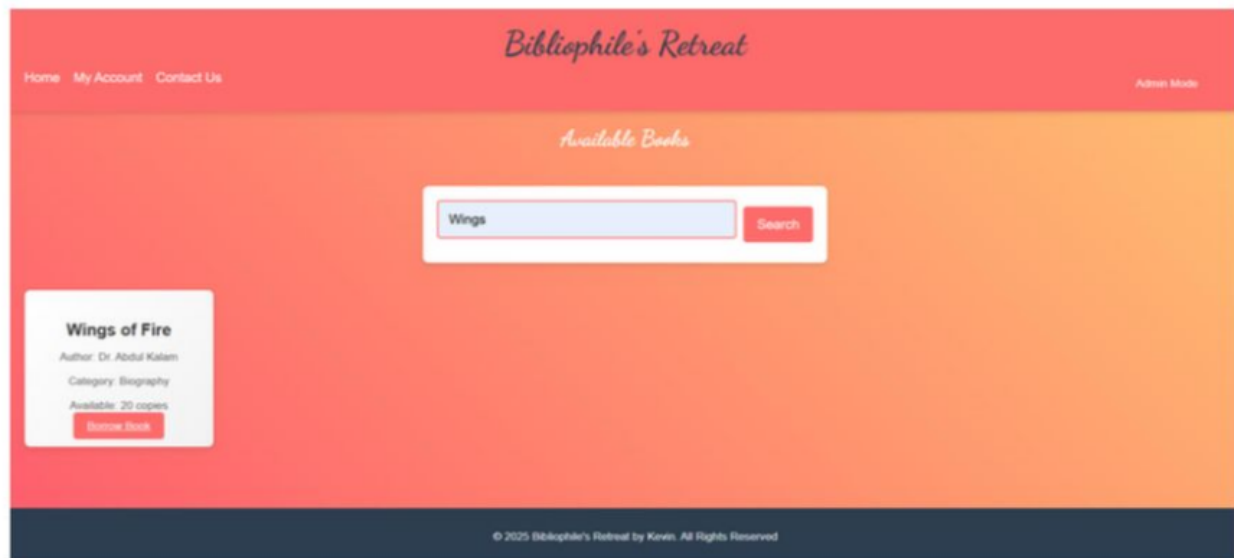 Bibliophile's Retreat
Home My Account Contact Us
Admin Mode
Available Books
Wings
Search
Wings of Fire
Author: Dr. Abdul Kalam
Category: Biography
Available: 20 copies
Borrow Book
© 2025 Bibliophile's Retreat by Kevin. All Rights Reserved